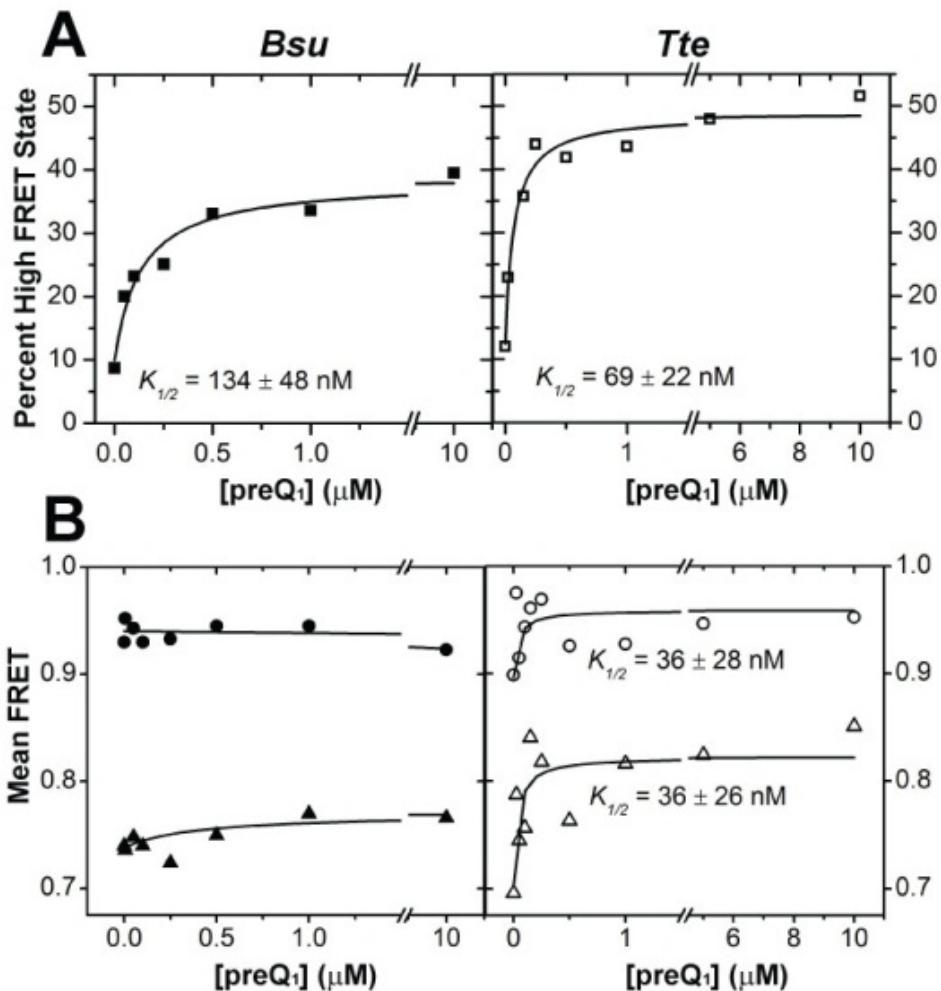 A
Bsu Tte
Percent High FRET State
50 50
40 40
30 30
20 20
10 10
0 0
K1/2 = 134 ± 48 nM K1/2 = 69 ± 22 nM
0.0 0.5 1.0 10 0 1 4 6 8 10
[preQ1] (μM) [preQ1] (μM)
B
Mean FRET
1.0 1.0
0.9 0.9
K1/2 = 36 ± 28 nM
0.8 0.8
K1/2 = 36 ± 26 nM
0.7 0.7
0.0 0.5 1.0 10 0 1 6 8 10
[preQ1] (μM) [preQ1] (μM)